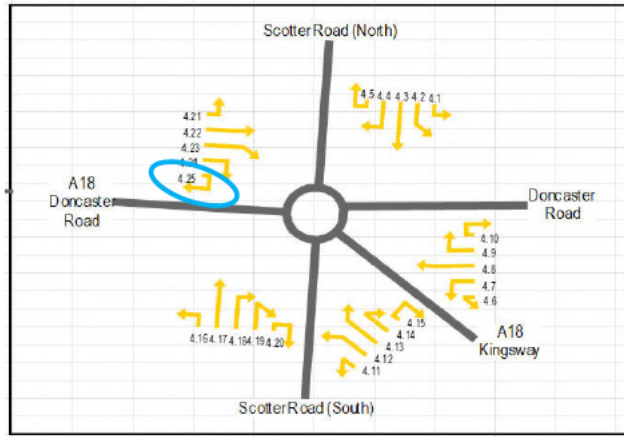 Scotter Road (North)
4.5 4.4 4.3 4.2 4.1
4.21
4.22
4.23
4.24
4.25
A18
Doncaster
Road
Doncaster
Road
4.10
4.9
4.8
4.7
4.6
A18
Kingsway
4.15
4.14
4.13
4.12
4.11
4.16 4.17 4.18 4.19 4.20
Scotter Road (South)